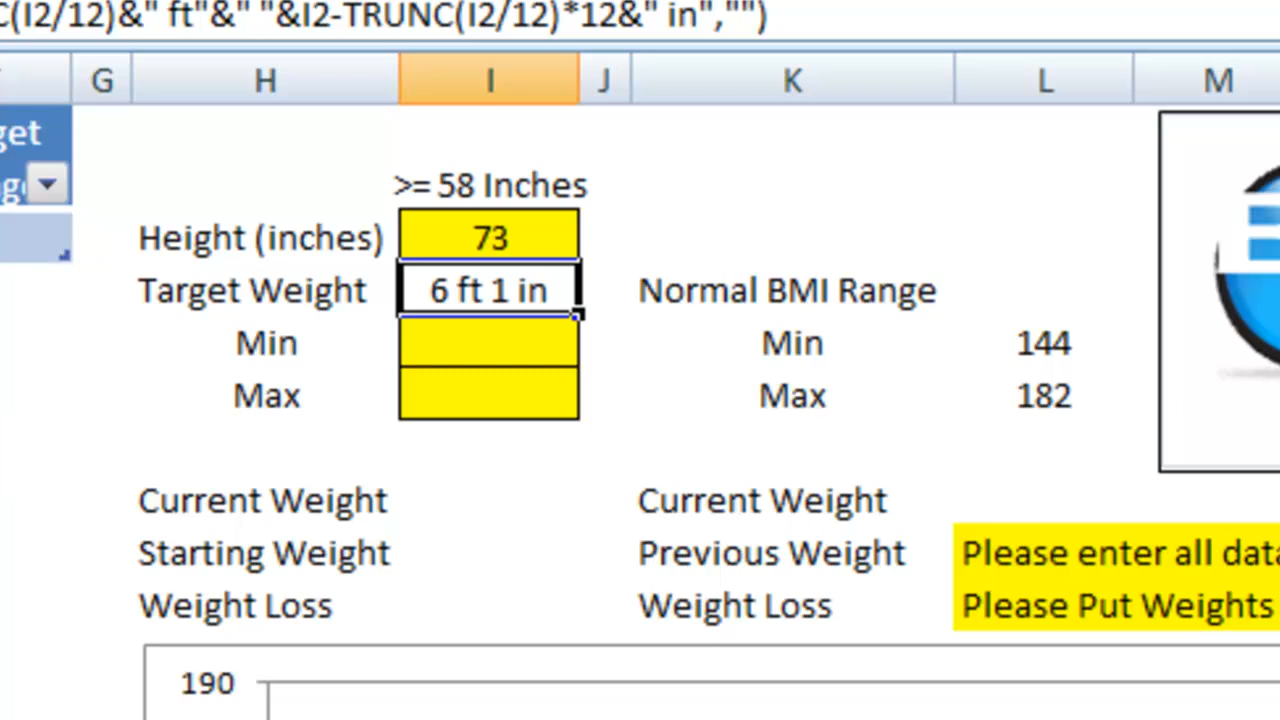 C(I2/12)&" ft"&" "&I2-TRUNC(I2/12)*12&" in","")
G H I J K L M
get
>= 58 Inches
Height (inches) 73
Target Weight 6 ft 1 in Normal BMI Range
Min Min 144
Max Max 182
Current Weight Current Weight
Starting Weight Previous Weight Please enter all data
Weight Loss Weight Loss Please Put Weights
190